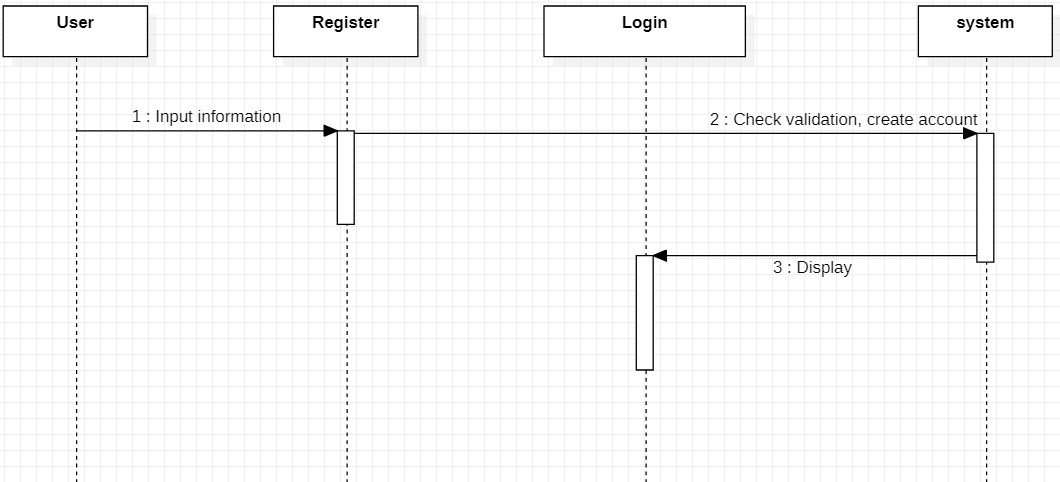 User
Register
Login
system
1 : Input information
2 : Check validation, create account
3 : Display